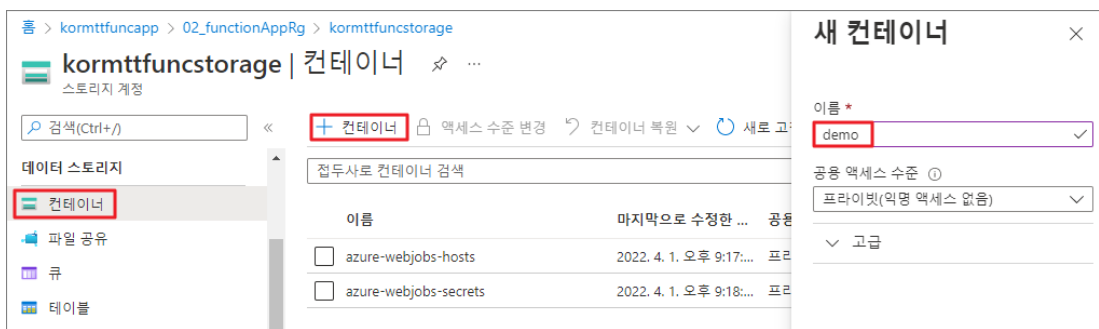 홈 > kormttfuncapp > 02_functionAppRg > kormttfuncstorage
kormttfuncstorage | 컨테이너 ...
스토리지 계정
검색(Ctrl+/)
«
데이터 스토리지
컨테이너
파일 공유
큐
테이블
+ 컨테이너 액세스 수준 변경 컨테이너 복원 새로 고
접두사로 컨테이너 검색
이름 마지막으로 수정한 ... 공용
azure-webjobs-hosts 2022. 4. 1. 오후 9:17:... 프라
azure-webjobs-secrets 2022. 4. 1. 오후 9:18:... 프라
새 컨테이너
이름 *
demo
공용 액세스 수준
프라이빗(익명 액세스 없음)
고급